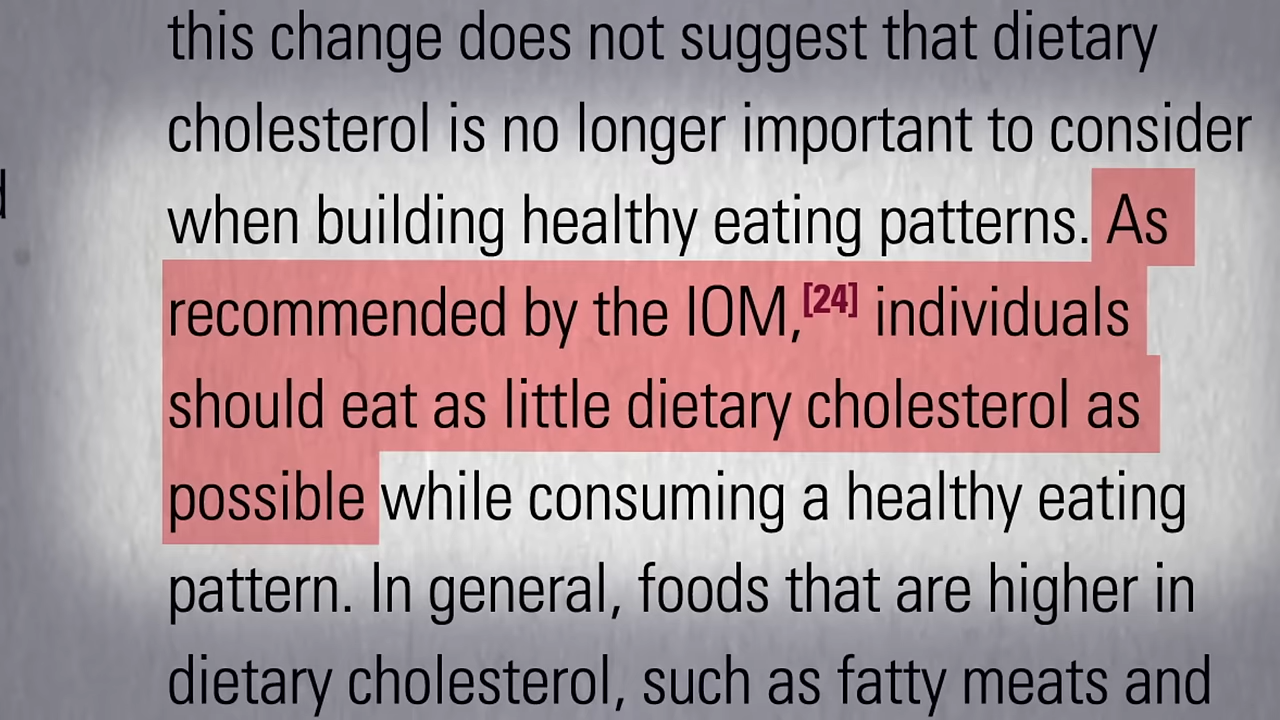 this change does not suggest that dietary
cholesterol is no longer important to consider
when building healthy eating patterns. As
recommended by the IOM,[24] individuals
should eat as little dietary cholesterol as
possible while consuming a healthy eating
pattern. In general, foods that are higher in
dietary cholesterol, such as fatty meats and